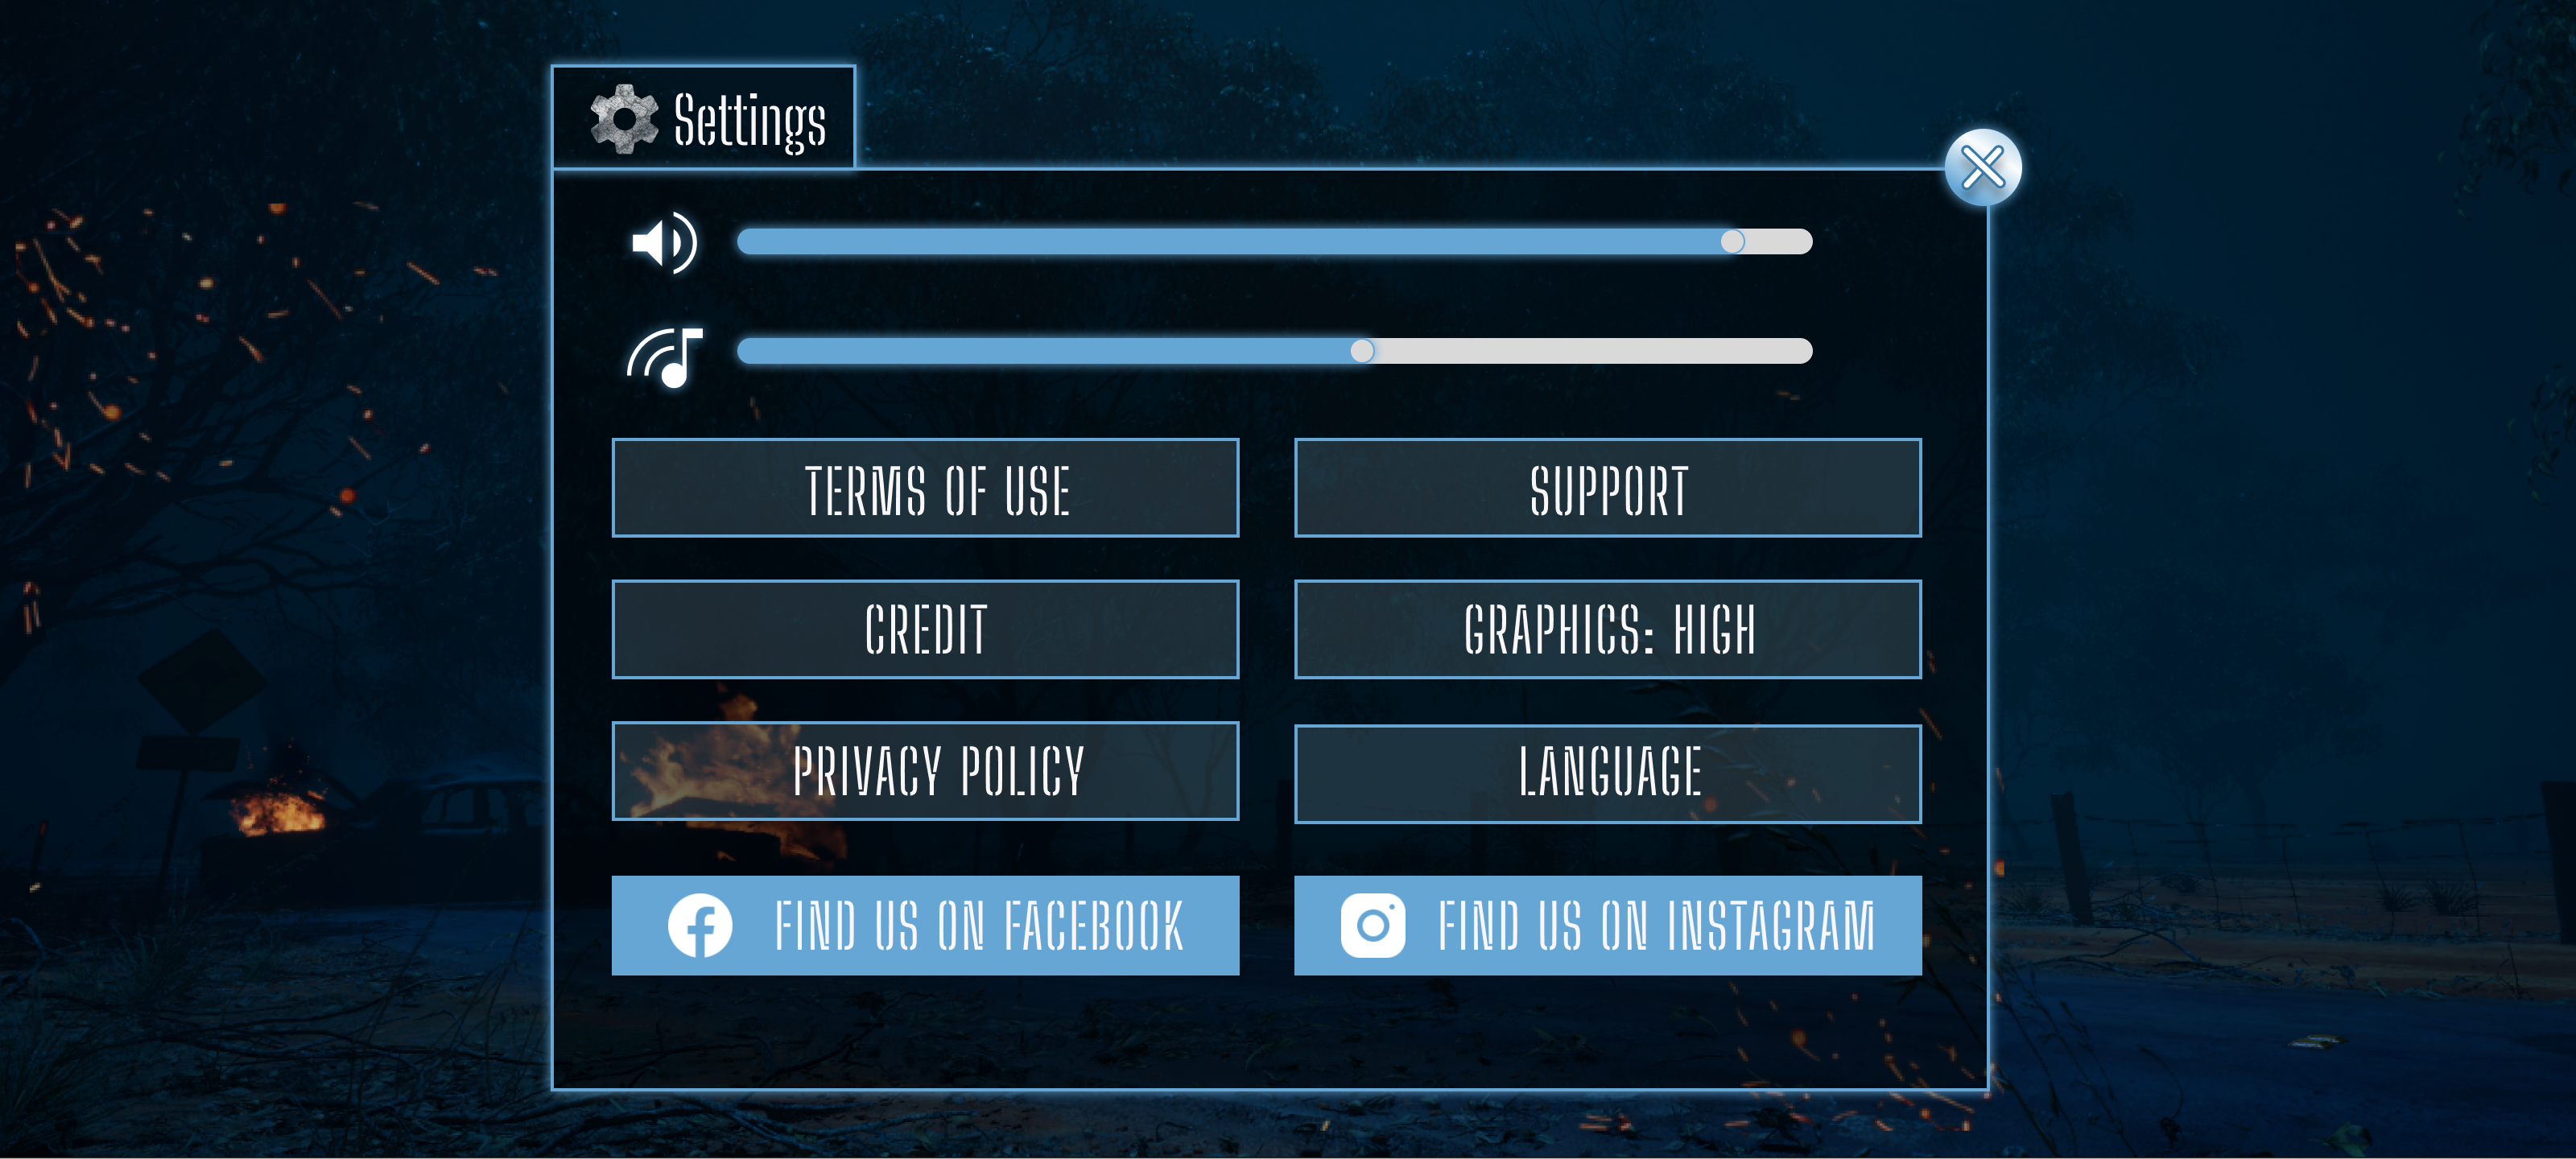 Settings
TERMS OF USE
SUPPORT
CREDIT
GRAPHICS: HIGH
PRIVACY POLICY
LANGUAGE
FIND US ON FACEBOOK
FIND US ON INSTAGRAM